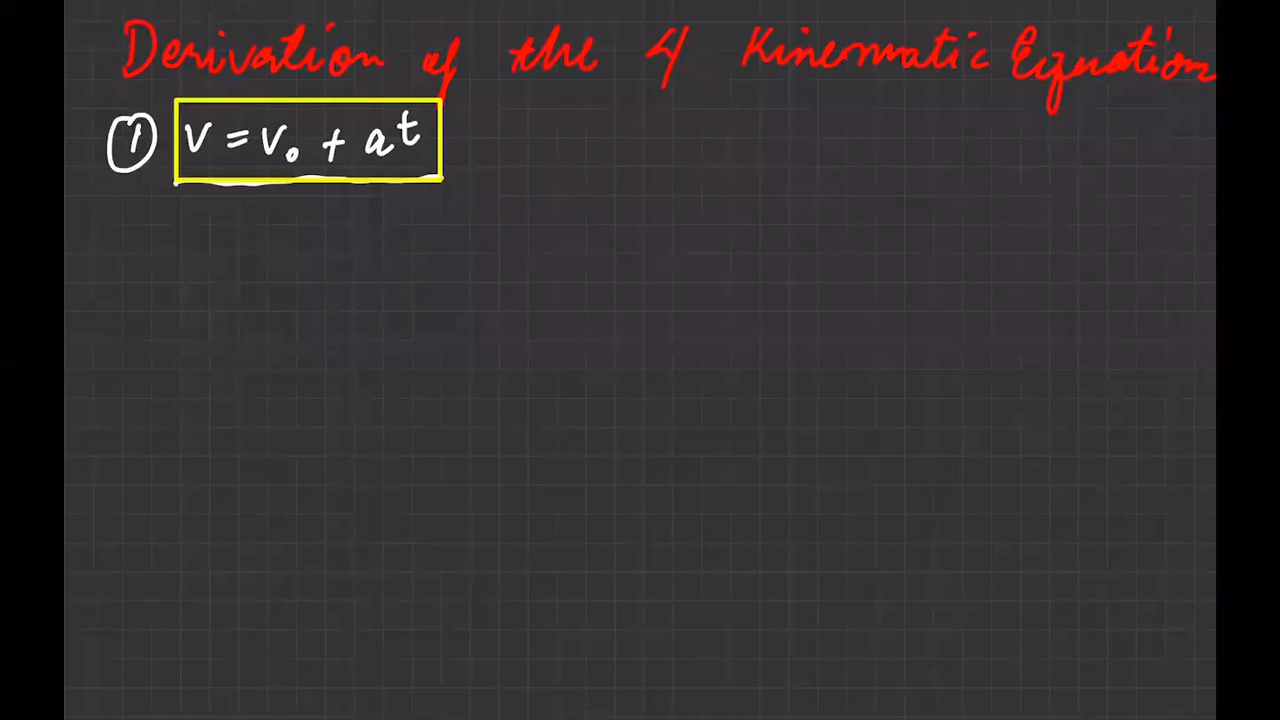 Derivation of the 4 Kinematic Equation
① v = v₀ + at